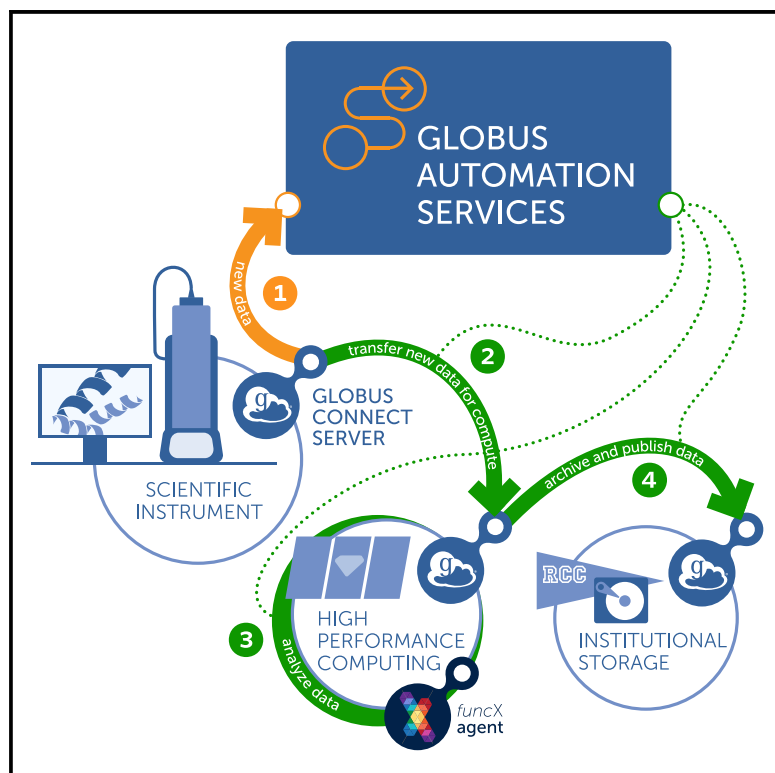 GLOBUS
AUTOMATION
SERVICES
new data
1
transfer new data for compute
2
g
GLOBUS
CONNECT
SERVER
SCIENTIFIC
INSTRUMENT
archive and publish data
4
g
HIGH
PERFORMANCE
COMPUTING
3
analyze data
funcX
agent
RCC
g
INSTITUTIONAL
STORAGE